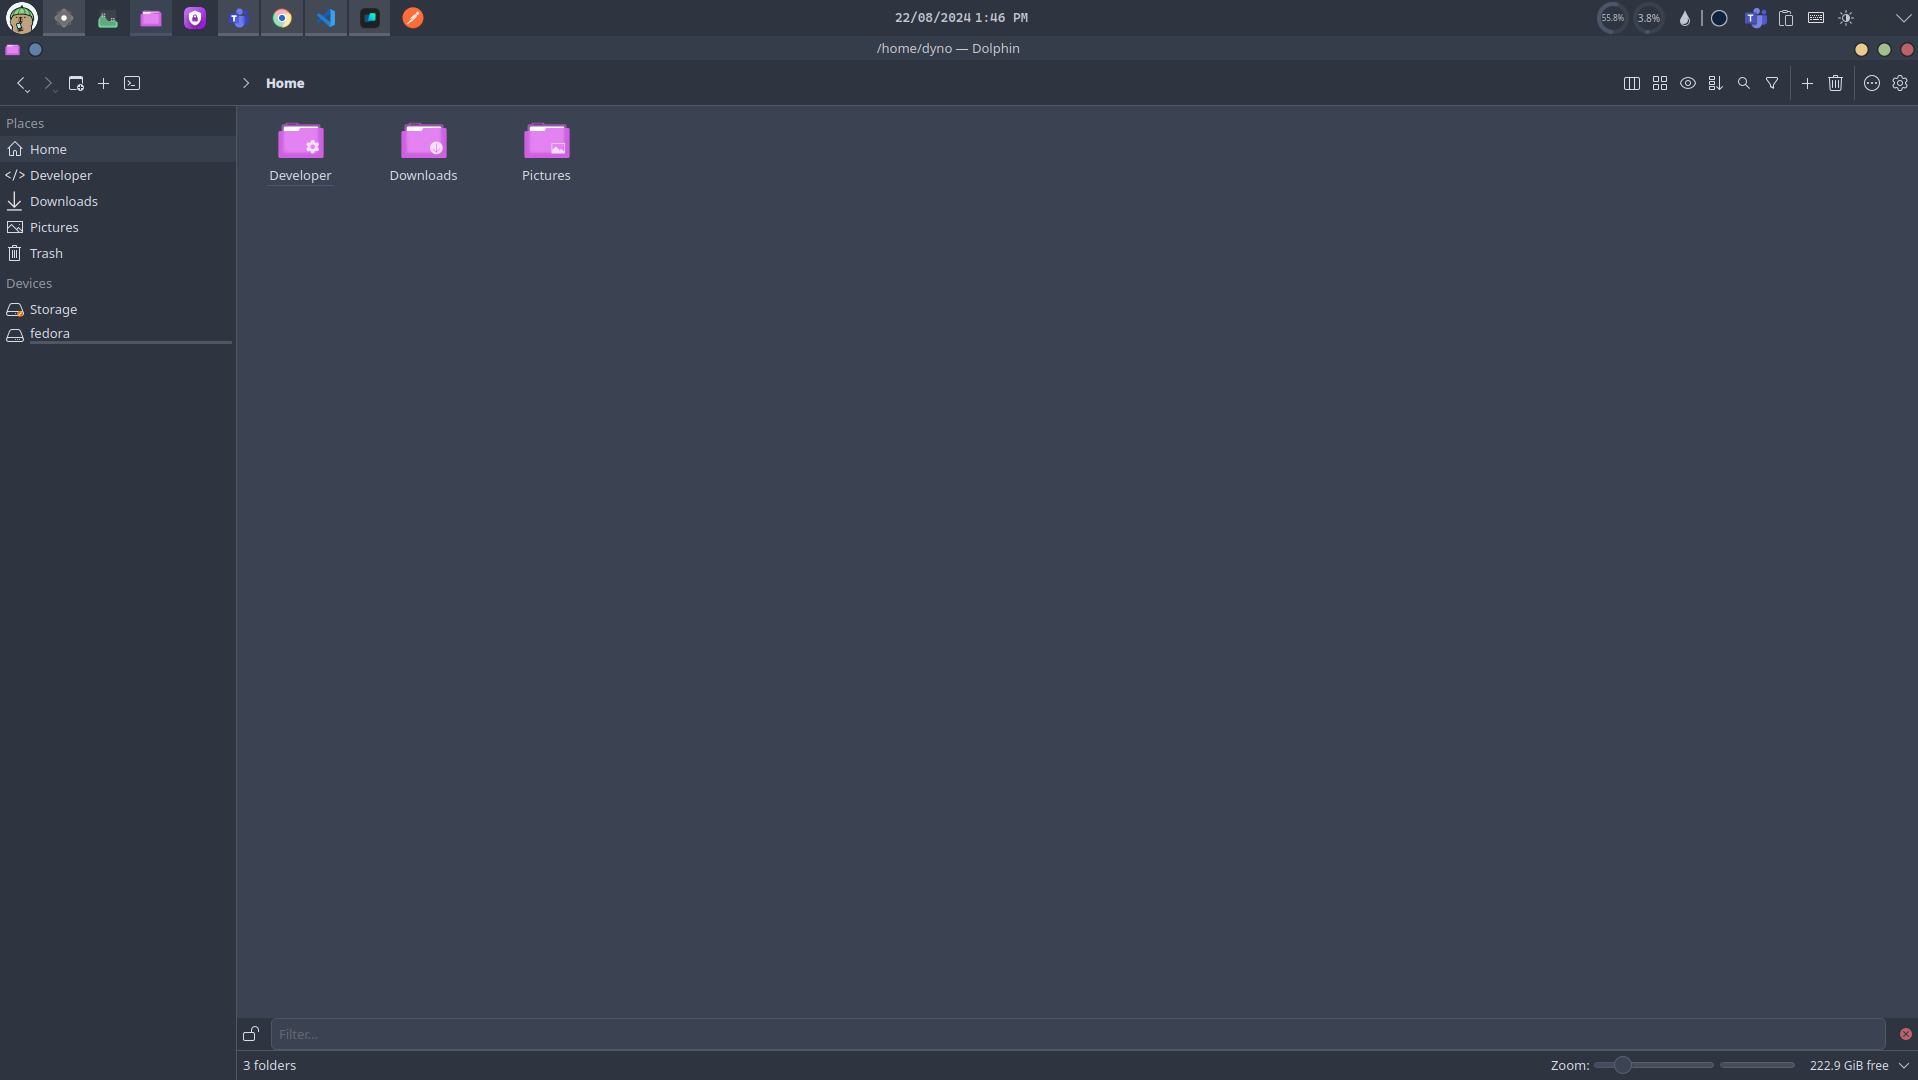 22/08/2024 1:46 PM
55.8%
3.8%
/home/dyno — Dolphin
Home
Places
Home
Developer
Downloads
Pictures
Trash
Devices
Storage
fedora
Developer
Downloads
Pictures
Filter...
3 folders
Zoom:
222.9 GiB free